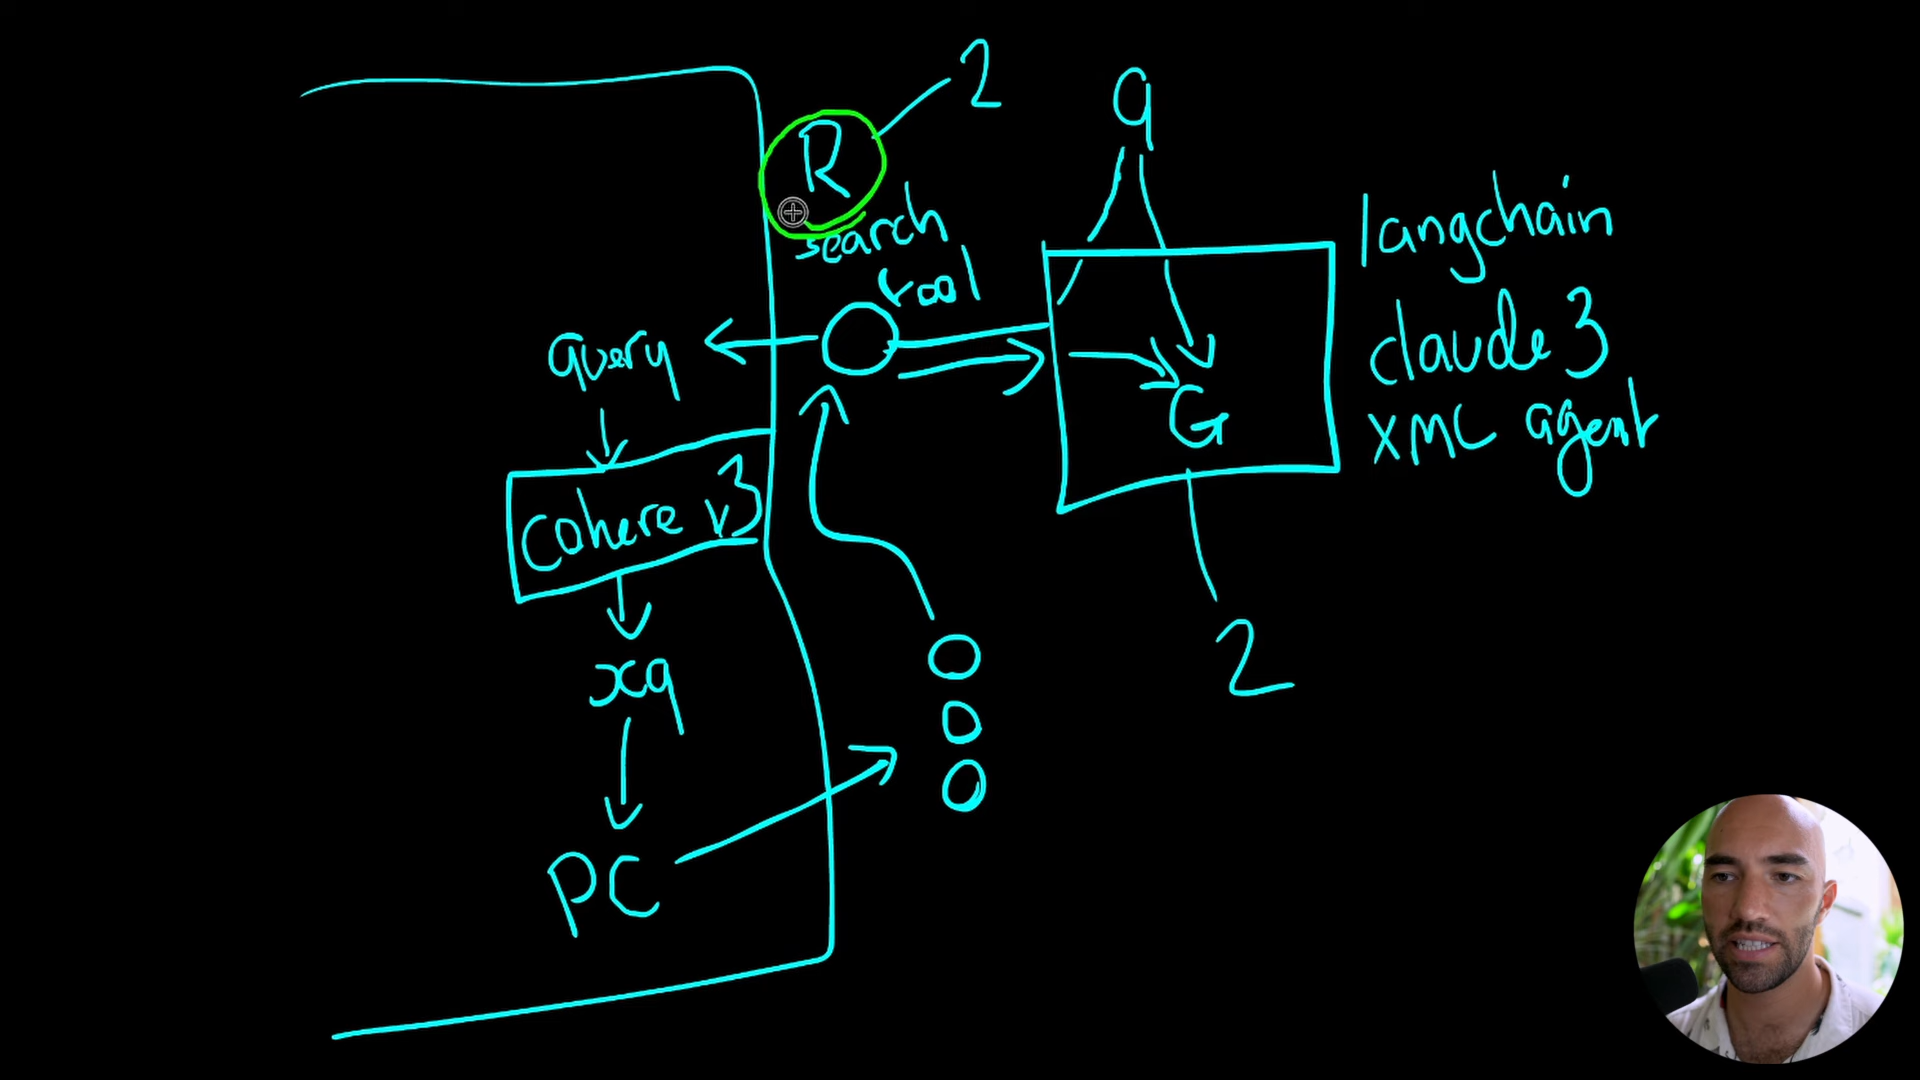 2
R
q
search
tool
langchain
claude 3
XML agent
query
G
cohere v3
xq
2
PC